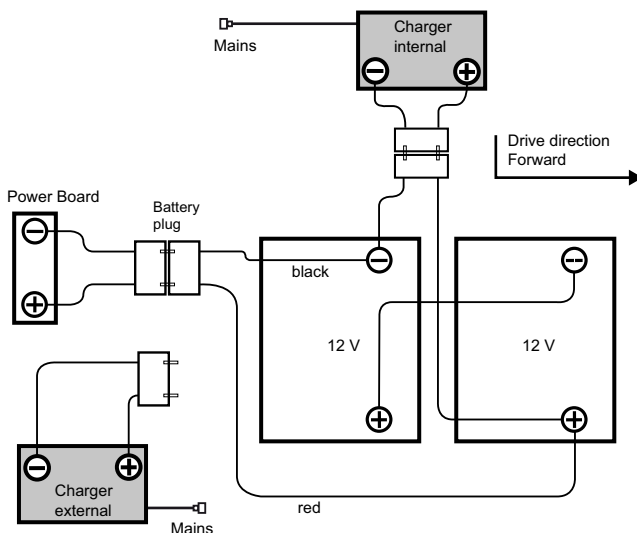 Charger
internal
Mains
Drive direction
Forward
Power Board
Battery
plug
black
12 V
12 V
Charger
external
red
Mains